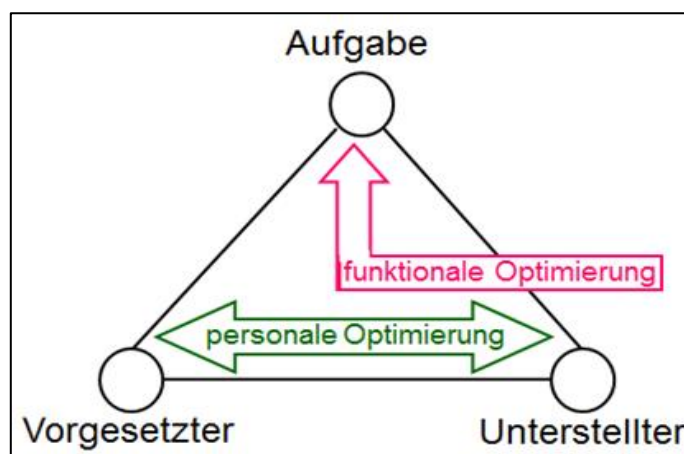 Aufgabe
funktionale Optimierung
personale Optimierung
Vorgesetzter
Unterstellter